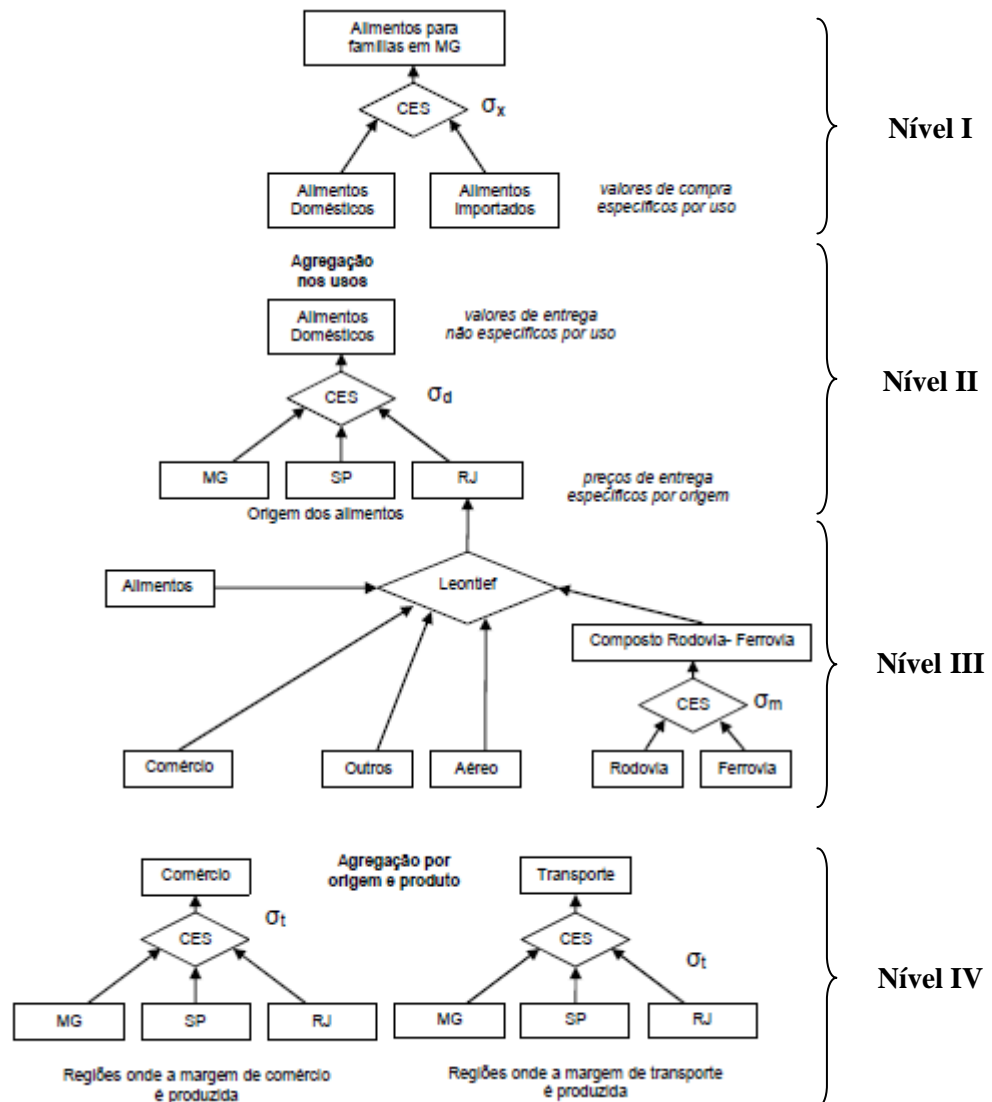 Alimentos para
famílias em MG
CES
σx
Nível I
Alimentos
Domésticos
Alimentos
Importados
valores de compra
específicos por uso
Agregação
nos usos
Alimentos
Domésticos
valores de entrega
não específicos por uso
CES
σd
Nível II
MG
SP
RJ
Origem dos alimentos
preços de entrega
específicos por origem
Alimentos
Leontief
Composto Rodovia- Ferrovia
Nível III
CES
σm
Comércio
Outros
Aéreo
Rodovia
Ferrovia
Comércio
Agregação por
origem e produto
Transporte
CES
σt
CES
σt
Nível IV
MG
SP
RJ
MG
SP
RJ
Regiões onde a margem de comércio
é produzida
Regiões onde a margem de transporte
é produzida